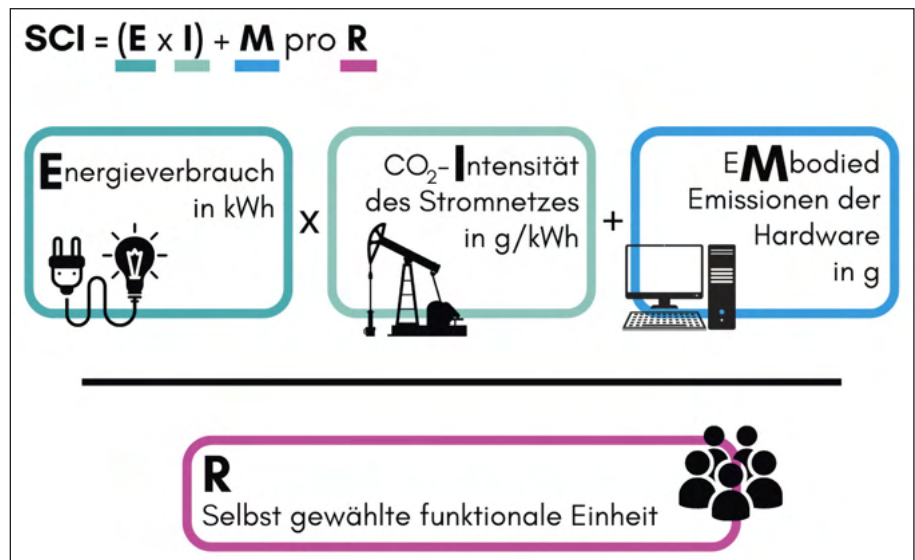 SCI = (E x I) + M pro R
Energieverbrauch
in kWh
x
CO₂-Intensität
des Stromnetzes
in g/kWh
+
EMbodied
Emissionen der
Hardware
in g
R
Selbst gewählte funktionale Einheit